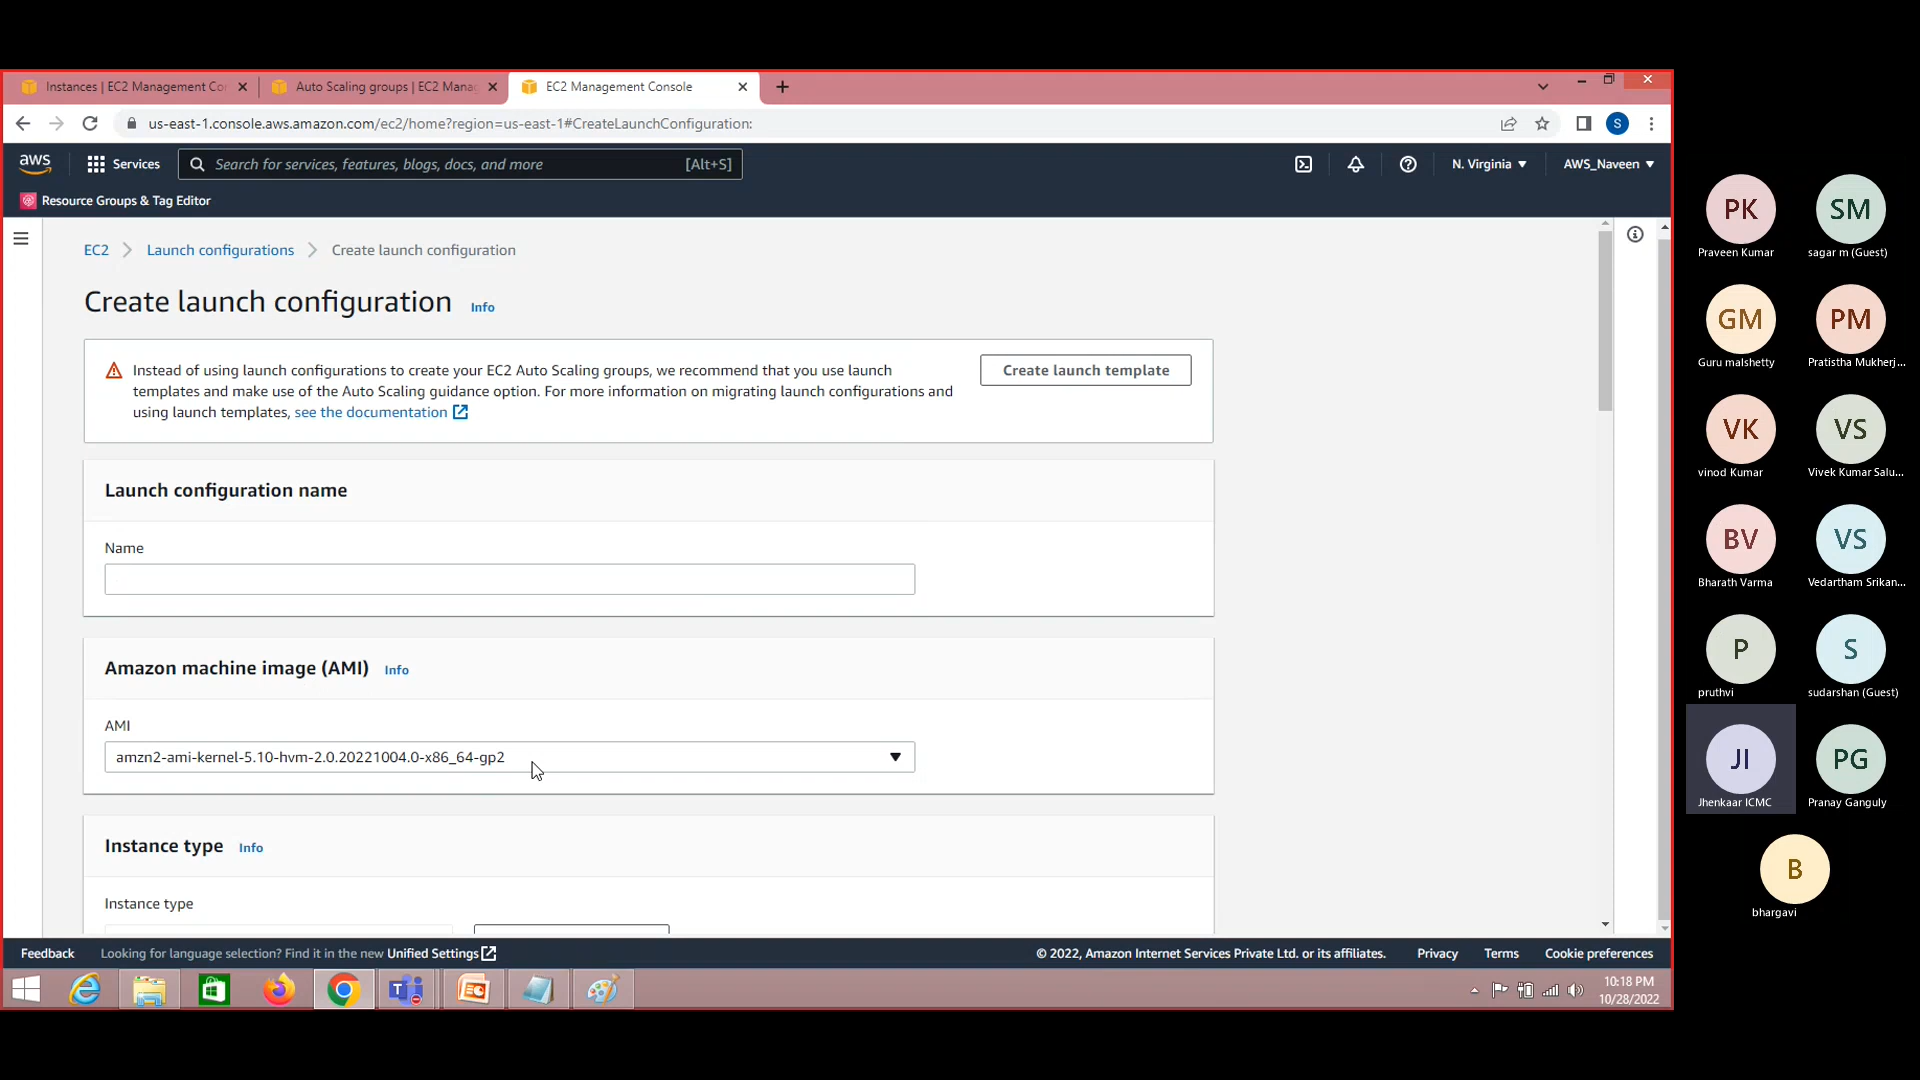 Instances | EC2 Management Co
Auto Scaling groups | EC2 Mana
EC2 Management Console
us-east-1.console.aws.amazon.com/ec2/home?region=us-east-1#CreateLaunchConfiguration:
S
aws
Services
Search for services, features, blogs, docs, and more
[Alt+S]
N. Virginia
AWS_Naveen
Resource Groups & Tag Editor
EC2
Launch configurations
Create launch configuration
Create launch configuration
Info
Instead of using launch configurations to create your EC2 Auto Scaling groups, we recommend that you use launch
templates and make use of the Auto Scaling guidance option. For more information on migrating launch configurations and
using launch templates, see the documentation
Create launch template
Launch configuration name
Name
Amazon machine image (AMI)
Info
AMI
amzn2-ami-kernel-5.10-hvm-2.0.20221004.0-x86_64-gp2
Instance type
Info
Instance type
Feedback
Looking for language selection? Find it in the new Unified Settings
© 2022, Amazon Internet Services Private Ltd. or its affiliates.
Privacy
Terms
Cookie preferences
10:18 PM
10/28/2022
PK
Praveen Kumar
SM
sagar m (Guest)
GM
Guru malshetty
PM
Pratistha Mukherj...
VK
vinod Kumar
VS
Vivek Kumar Salu...
BV
Bharath Varma
VS
Vedartham Srikan...
P
pruthvi
S
sudarshan (Guest)
JI
Jhenkaar ICMC
PG
Pranay Ganguly
B
bhargavi